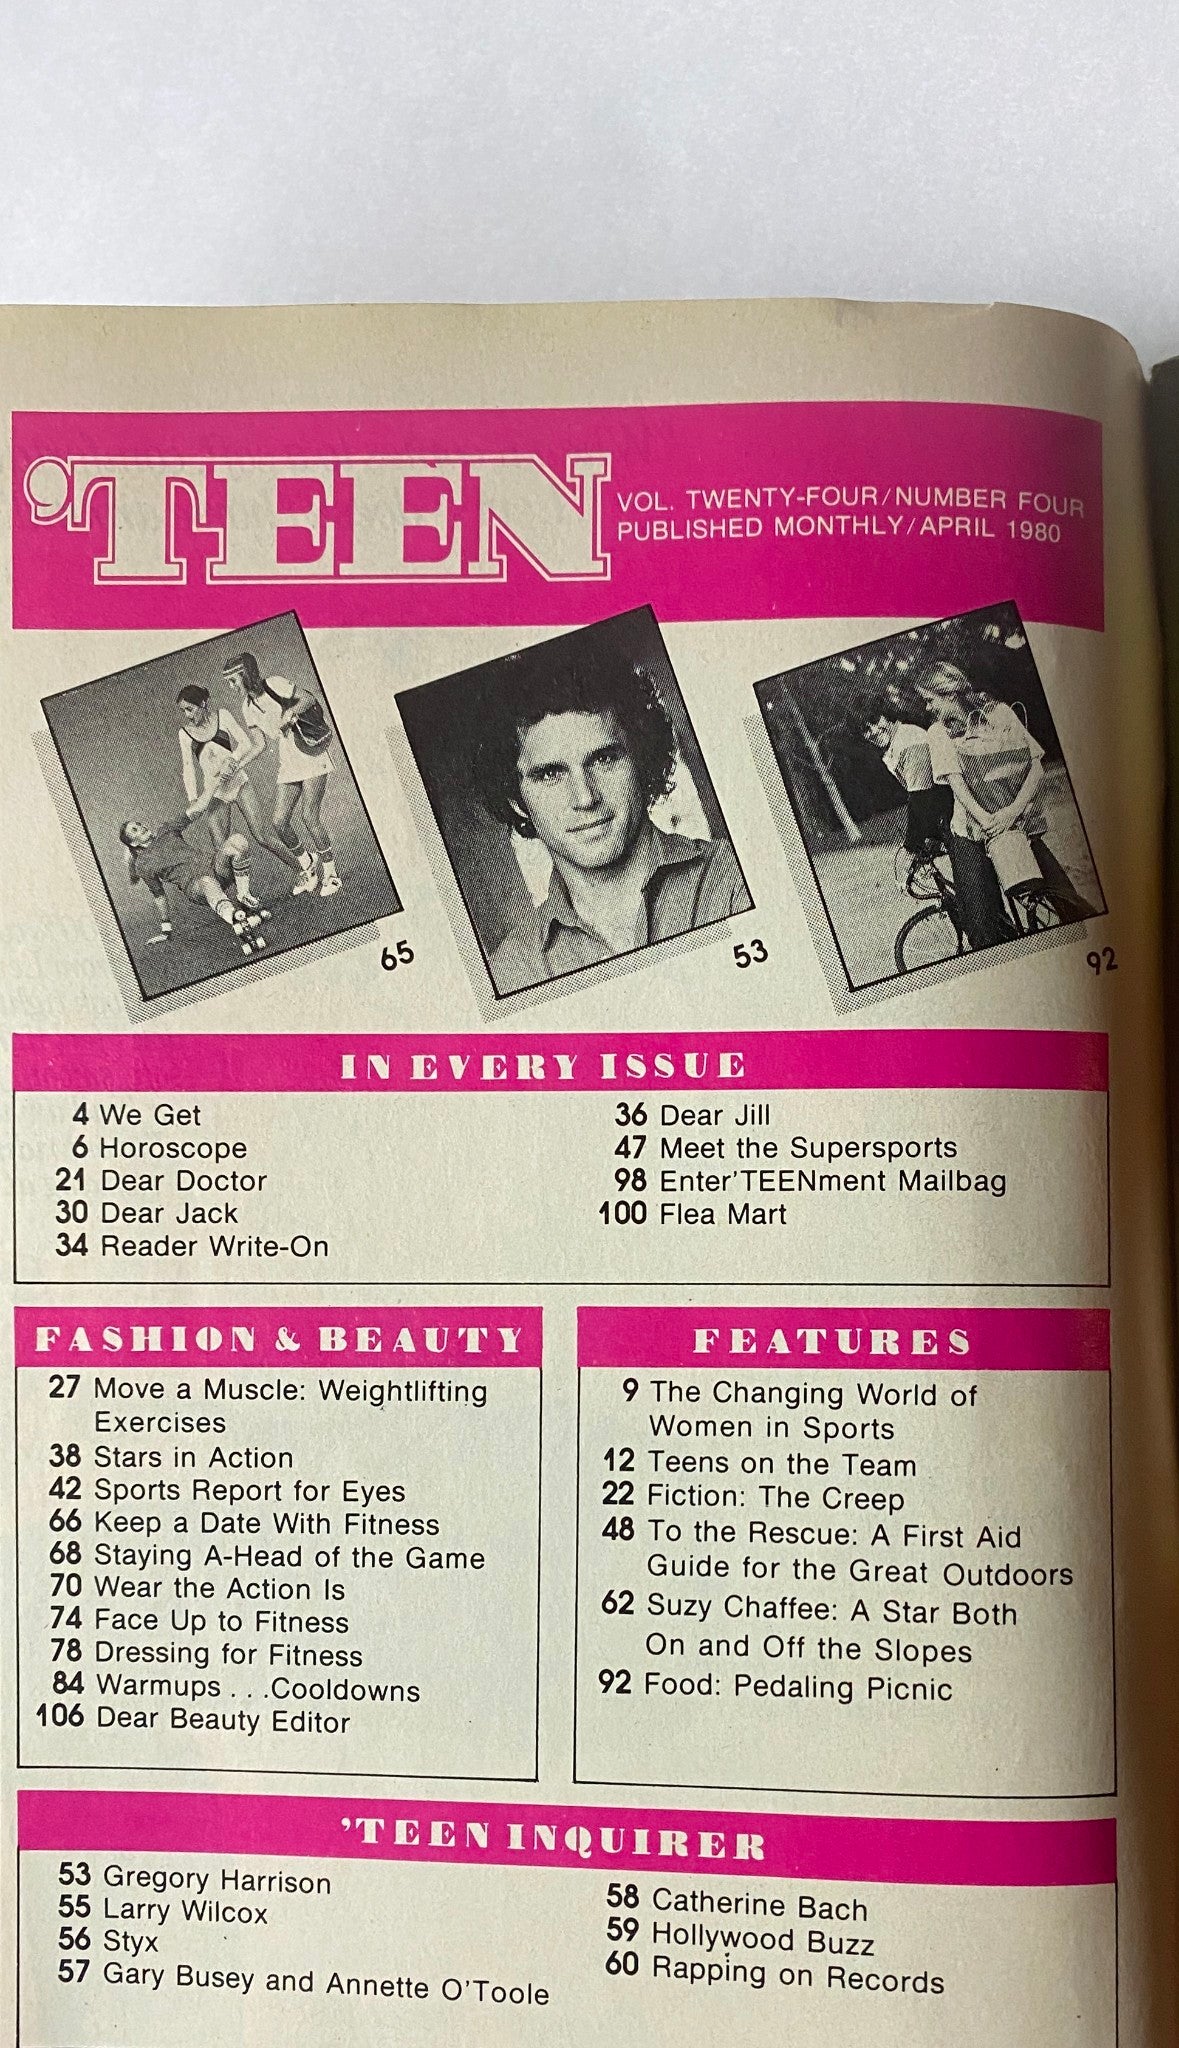 'TEEN
VOL. TWENTY-FOUR/NUMBER FOUR
PUBLISHED MONTHLY/APRIL 1980
65
53
92
IN EVERY ISSUE
4 We Get
6 Horoscope
21 Dear Doctor
30 Dear Jack
34 Reader Write-On
36 Dear Jill
47 Meet the Supersports
98 Enter'TEENment Mailbag
100 Flea Mart
FASHION & BEAUTY
27 Move a Muscle: Weightlifting
Exercises
38 Stars in Action
42 Sports Report for Eyes
66 Keep a Date With Fitness
68 Staying A-Head of the Game
70 Wear the Action Is
74 Face Up to Fitness
78 Dressing for Fitness
84 Warmups . . .Cooldowns
106 Dear Beauty Editor
FEATURES
9 The Changing World of
Women in Sports
12 Teens on the Team
22 Fiction: The Creep
48 To the Rescue: A First Aid
Guide for the Great Outdoors
62 Suzy Chaffee: A Star Both
On and Off the Slopes
92 Food: Pedaling Picnic
'TEEN INQUIRER
53 Gregory Harrison
55 Larry Wilcox
56 Styx
57 Gary Busey and Annette O'Toole
58 Catherine Bach
59 Hollywood Buzz
60 Rapping on Records